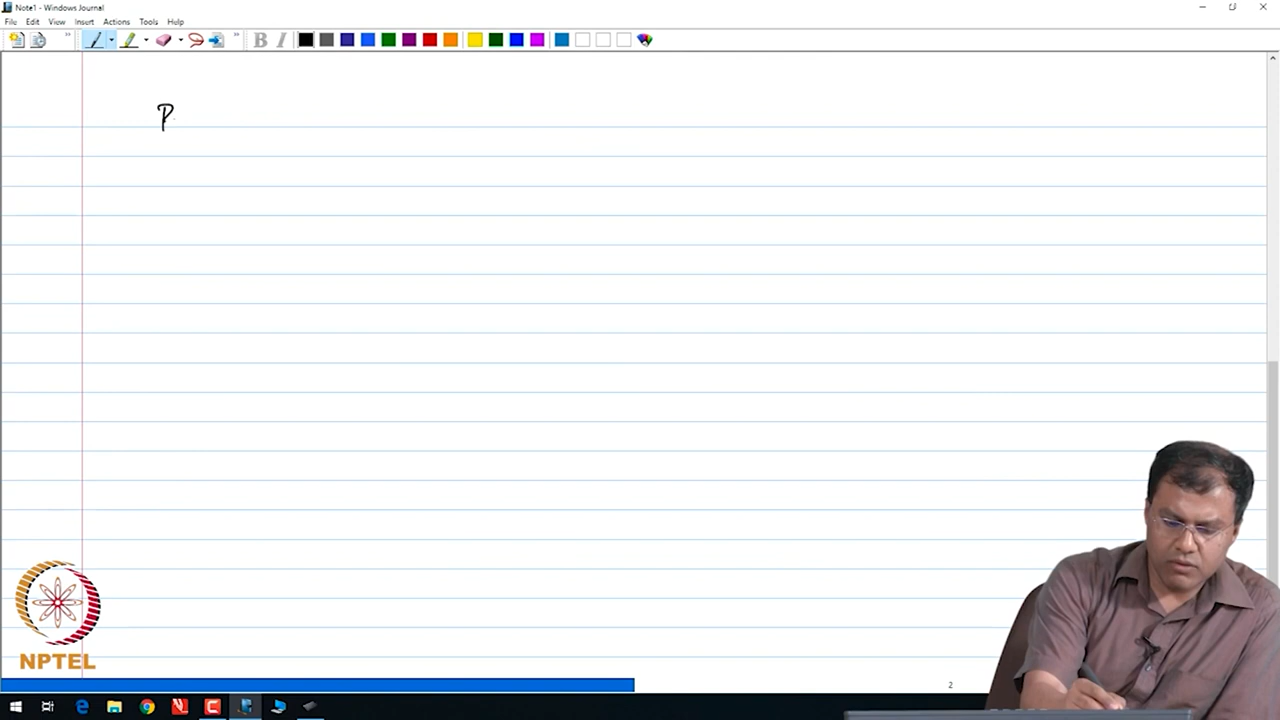 Note1 - Windows Journal
File Edit View Insert Actions Tools Help
B I
P
NPTEL
2